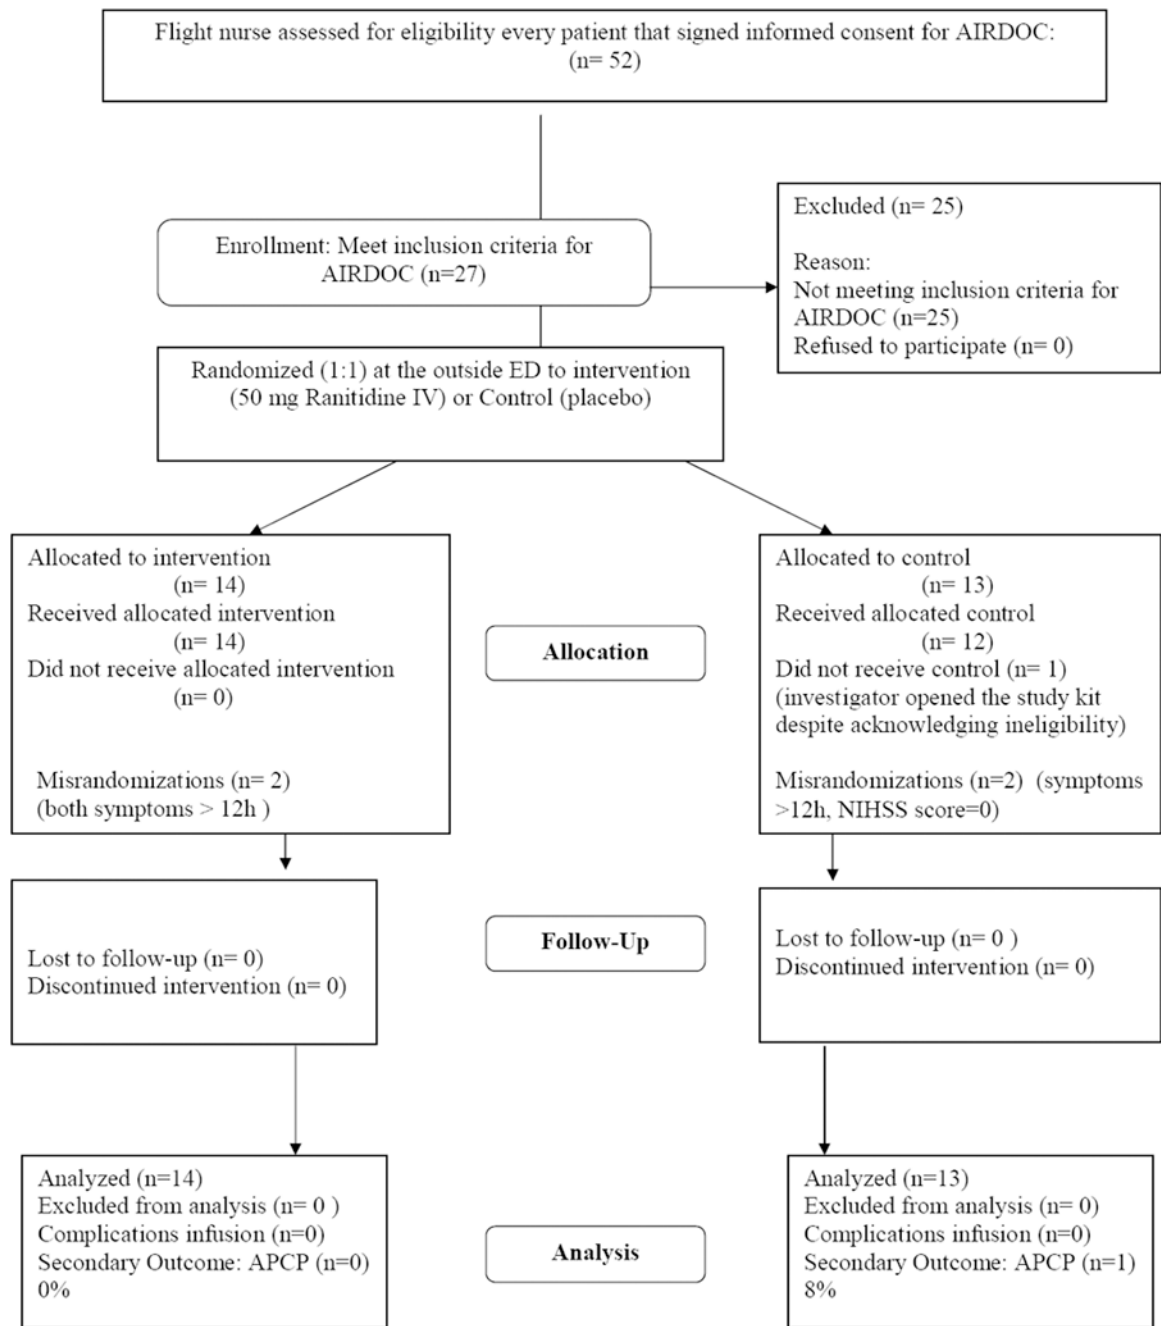 Flight nurse assessed for eligibility every patient that signed informed consent for AIRDOC:
(n= 52)
Excluded (n= 25)
Reason:
Not meeting inclusion criteria for
AIRDOC (n=25)
Refused to participate (n= 0)
Enrollment: Meet inclusion criteria for
AIRDOC (n=27)
Randomized (1:1) at the outside ED to intervention
(50 mg Ranitidine IV) or Control (placebo)
Allocated to intervention
(n= 14)
Received allocated intervention
(n= 14)
Did not receive allocated intervention
(n= 0)
Misrandomizations (n= 2)
(both symptoms > 12h )
Allocation
Allocated to control
(n= 13)
Received allocated control
(n= 12)
Did not receive control (n= 1)
(investigator opened the study kit
despite acknowledging ineligibility)
Misrandomizations (n=2) (symptoms
>12h, NIHSS score=0)
Lost to follow-up (n= 0)
Discontinued intervention (n= 0)
Follow-Up
Lost to follow-up (n= 0 )
Discontinued intervention (n= 0)
Analyzed (n=14)
Excluded from analysis (n= 0 )
Complications infusion (n=0)
Secondary Outcome: APCP (n=0)
0%
Analysis
Analyzed (n=13)
Excluded from analysis (n= 0)
Complications infusion (n=0)
Secondary Outcome: APCP (n=1)
8%